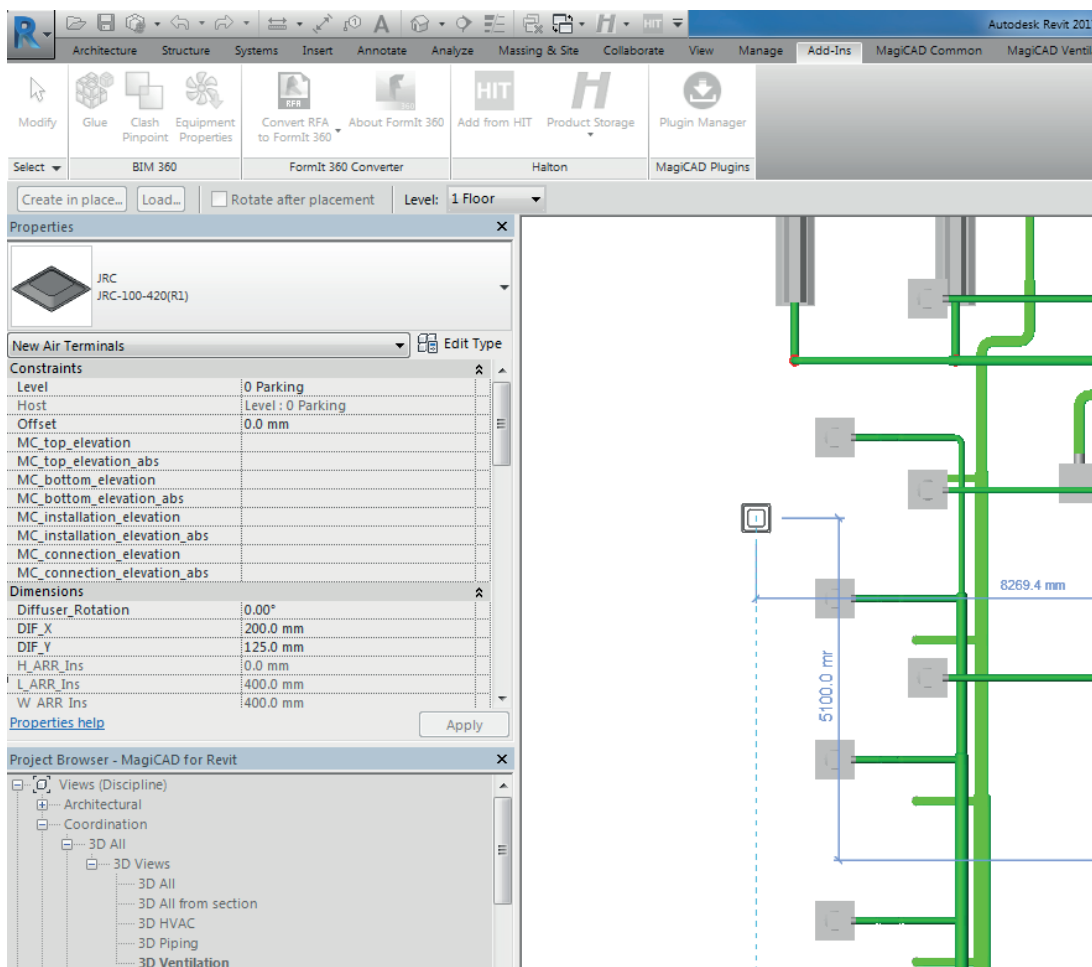 Autodesk Revit 201
R
A
H
HIT
Architecture Structure Systems Insert Annotate Analyze Massing & Site Collaborate View Manage Add-Ins MagiCAD Common MagiCAD Ventil
RFA
F
360
HIT
H
Modify Glue Clash Pinpoint Equipment Properties Convert RFA to FormIt 360 About FormIt 360 Add from HIT Product Storage Plugin Manager
Select BIM 360 FormIt 360 Converter Halton MagiCAD Plugins
Create in place... Load... Rotate after placement Level: 1 Floor
Properties
JRC
JRC-100-420(R1)
New Air Terminals Edit Type
Constraints
Level 0 Parking
Host Level : 0 Parking
Offset 0.0 mm
MC_top_elevation
MC_top_elevation_abs
MC_bottom_elevation
MC_bottom_elevation_abs
MC_installation_elevation
MC_installation_elevation_abs
MC_connection_elevation
MC_connection_elevation_abs
Dimensions
Diffuser_Rotation 0.00°
DIF_X 200.0 mm
DIF_Y 125.0 mm
H_ARR_Ins 0.0 mm
L_ARR_Ins 400.0 mm
W_ARR_Ins 400.0 mm
Properties help Apply
Project Browser - MagiCAD for Revit
Views (Discipline)
Architectural
Coordination
3D All
3D Views
3D All
3D All from section
3D HVAC
3D Piping
3D Ventilation
8269.4 mm
5100.0 mr